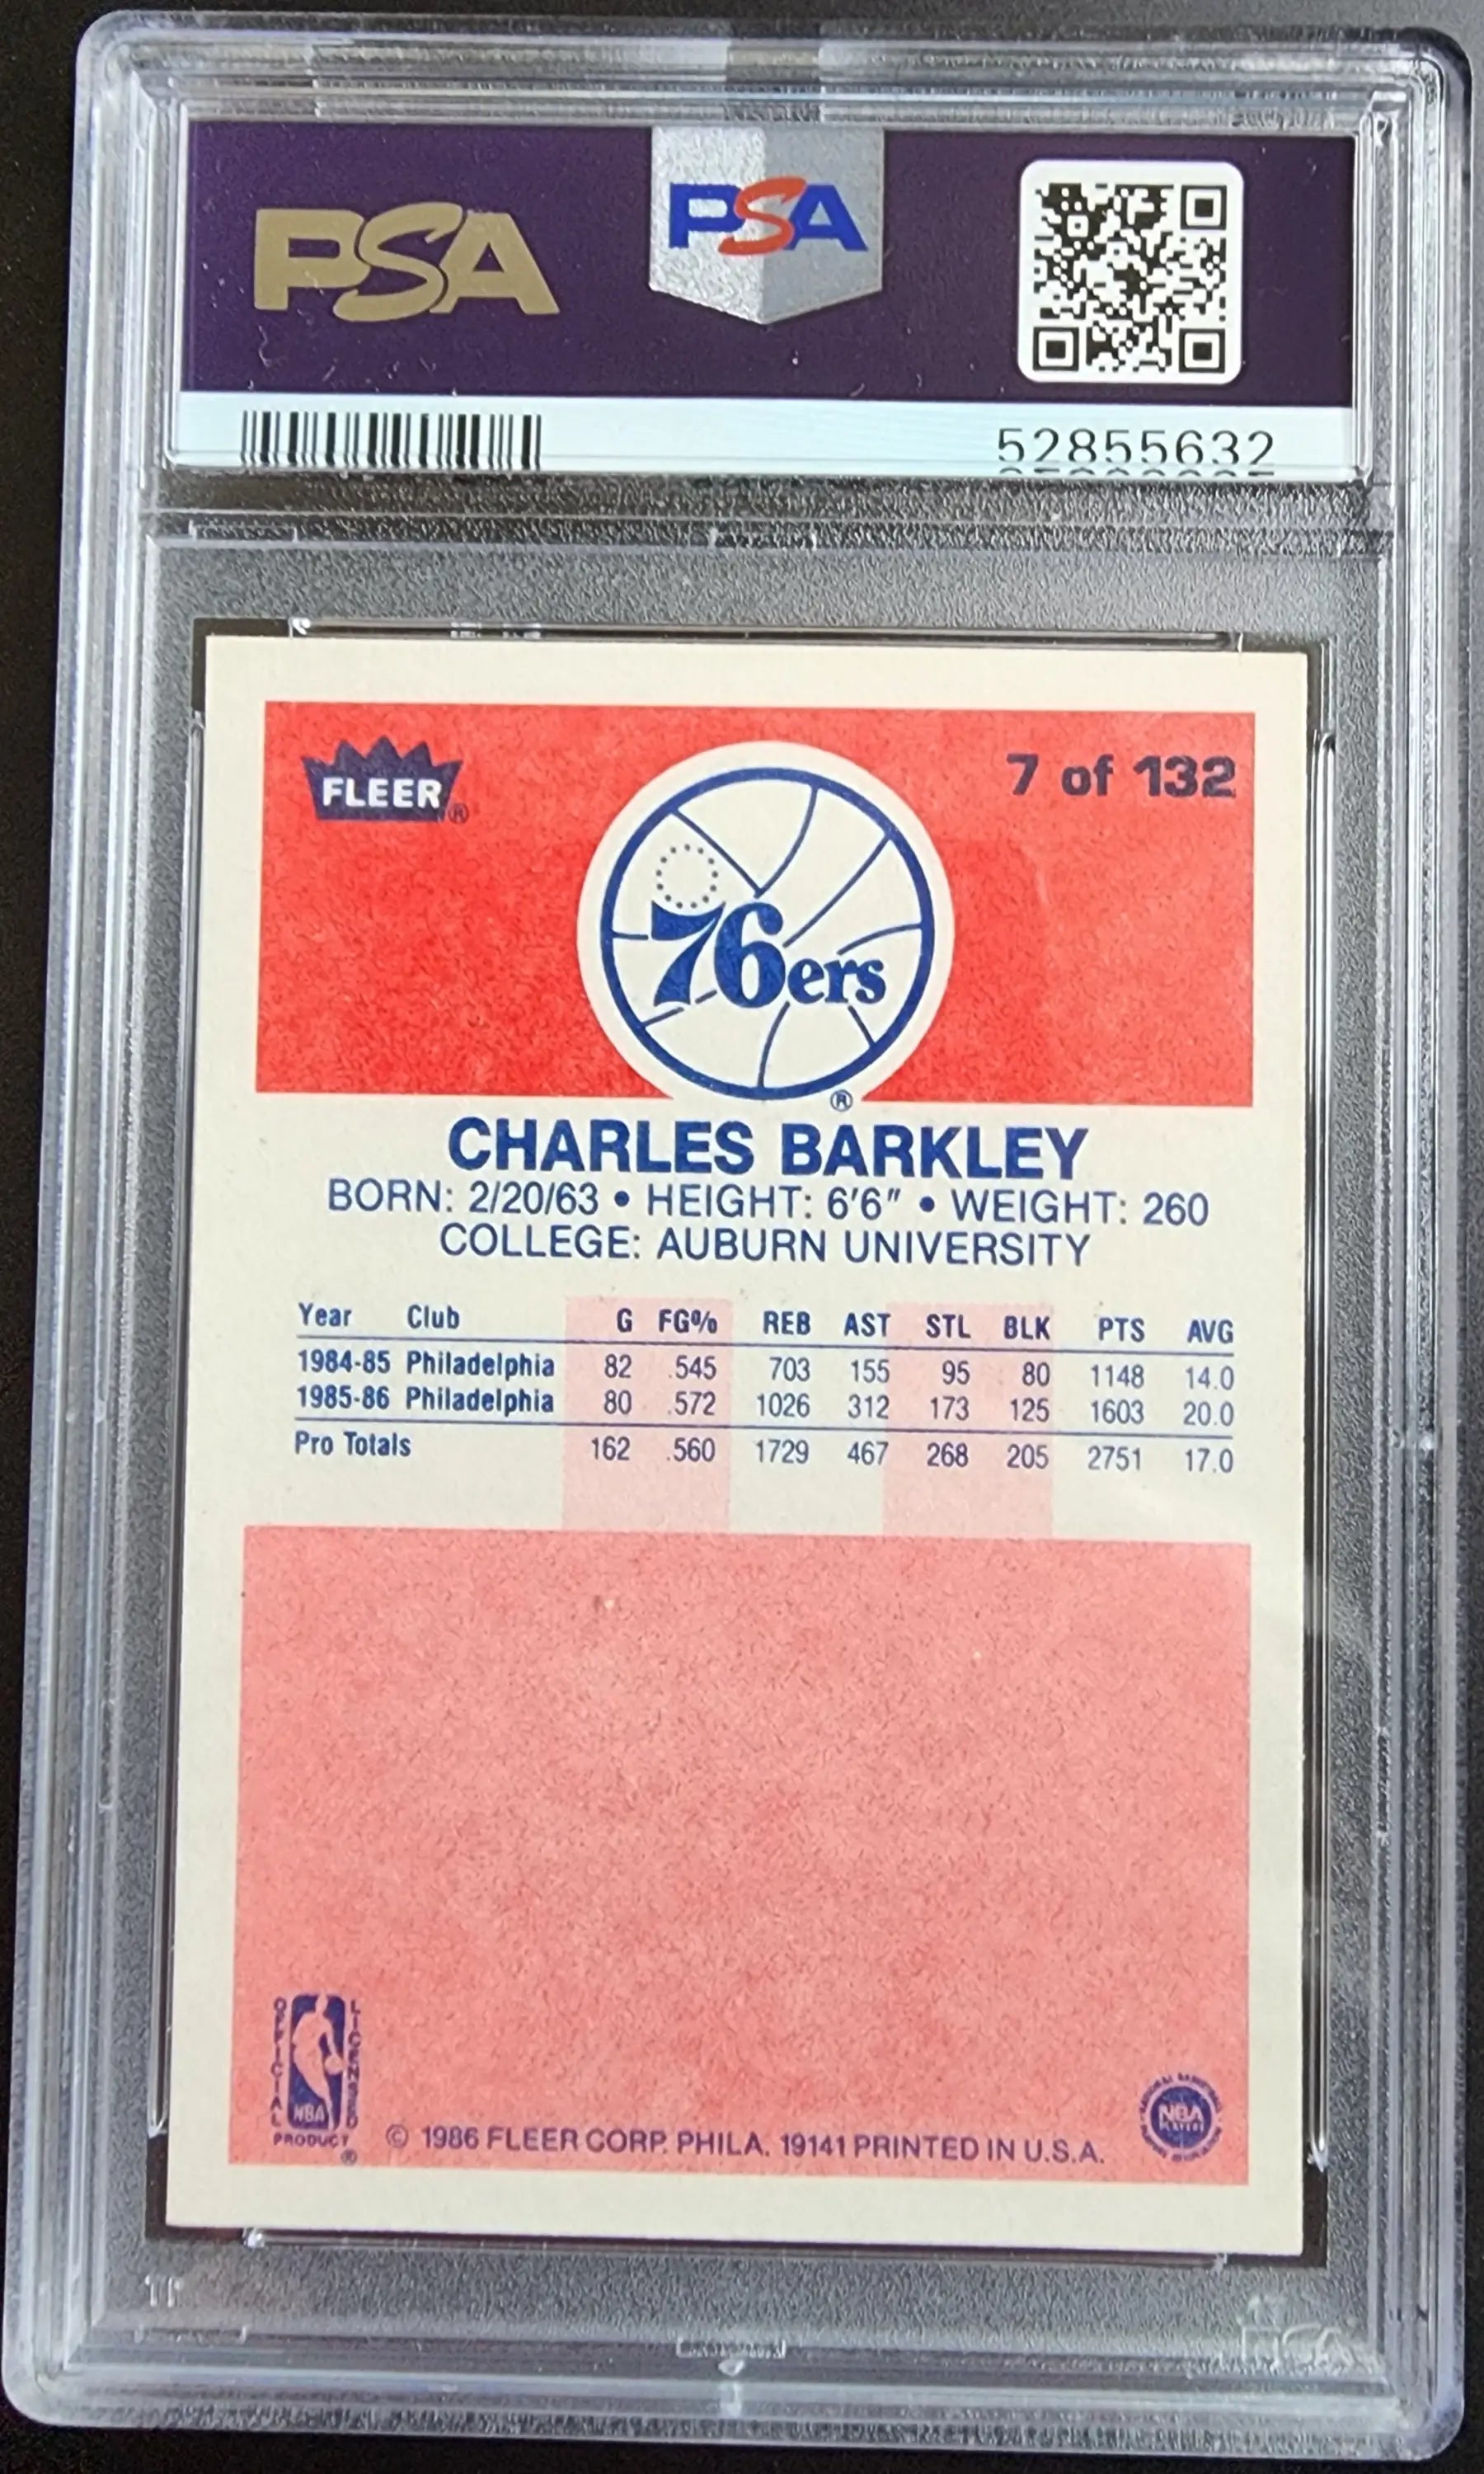 PSA
PSA
52855632
FLEER ®
7 of 132
76ers
®
CHARLES BARKLEY
BORN: 2/20/63 • HEIGHT: 6'6" • WEIGHT: 260
COLLEGE: AUBURN UNIVERSITY
Year Club G FG% REB AST STL BLK PTS AVG
1984-85 Philadelphia 82 .545 703 155 95 80 1148 14.0
1985-86 Philadelphia 80 .572 1026 312 173 125 1603 20.0
Pro Totals 162 .560 1729 467 268 205 2751 17.0
OFFICIAL LICENSED
NBA
PRODUCT
®
© 1986 FLEER CORP. PHILA. 19141 PRINTED IN U.S.A.
NBA
PLAYERS